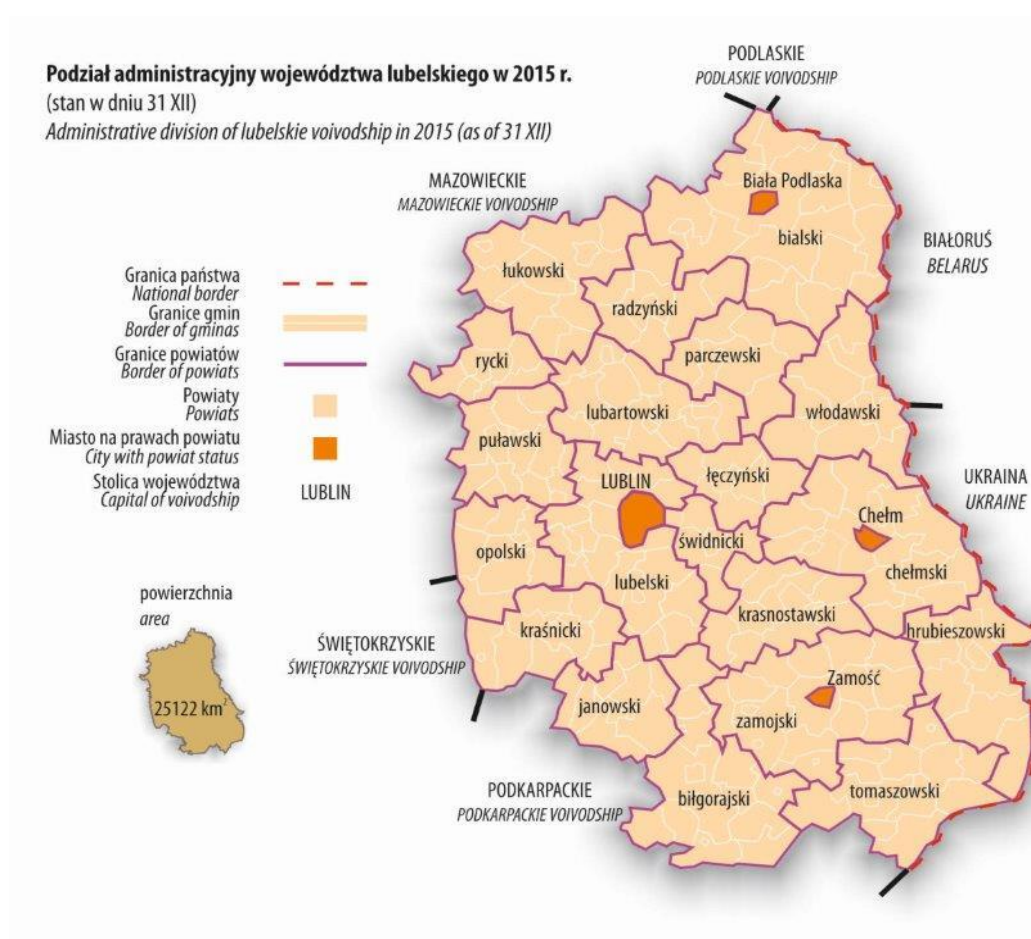 Podział administracyjny województwa lubelskiego w 2015 r.
(stan w dniu 31 XII)
Administrative division of lubelskie voivodship in 2015 (as of 31 XII)
PODLASKIE
PODLASKIE VOIVODSHIP
MAZOWIECKIE
MAZOWIECKIE VOIVODSHIP
BIAŁORUŚ
BELARUS
UKRAINA
UKRAINE
ŚWIĘTOKRZYSKIE
ŚWIĘTOKRZYSKIE VOIVODSHIP
PODKARPACKIE
PODKARPACKIE VOIVODSHIP
Granica państwa
National border
Granice gmin
Border of gminas
Granice powiatów
Border of powiats
Powiaty
Powiats
Miasto na prawach powiatu
City with powiat status
Stolica województwa
Capital of voivodship
LUBLIN
powierzchnia
area
25122 km²
Biała Podlaska
bialski
łukowski
radzyński
rycki
parczewski
lubartowski
włodawski
puławski
łęczyński
LUBLIN
Chełm
świdnicki
opolski
lubelski
chełmski
krasnostawski
kraśnicki
hrubieszowski
Zamość
janowski
zamojski
biłgorajski
tomaszowski